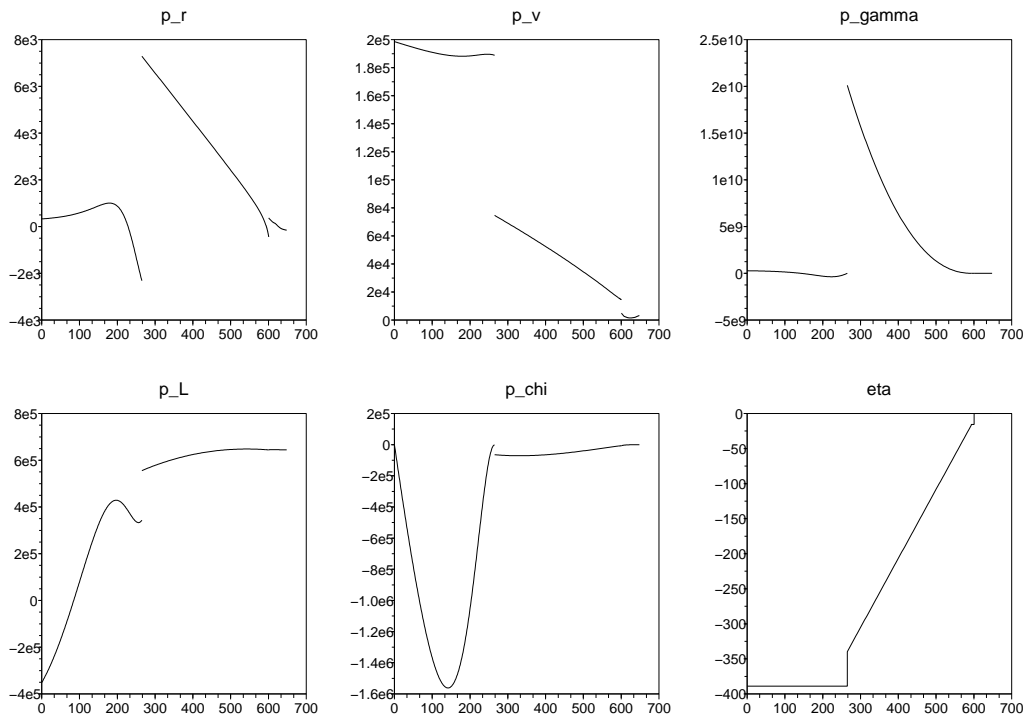 p_r p_v p_gamma
8e3 2e5 2.5e10
1.8e5
6e3 2e10
1.6e5
1.4e5
4e3 1.5e10
1.2e5
2e3 1e5 1e10
8e4
0 5e9
6e4
4e4
−2e3 0
2e4
−4e3 0 −5e9
0 100 200 300 400 500 600 700 0 100 200 300 400 500 600 700 0 100 200 300 400 500 600 700
p_L p_chi eta
8e5 2e5 0
0 −50
6e5
−2e5 −100
4e5 −4e5
−150
−6e5
2e5 −200
−8e5
−250
0 −1.0e6
−300
−1.2e6
−2e5
−1.4e6 −350
−4e5 −1.6e6 −400
0 100 200 300 400 500 600 700 0 100 200 300 400 500 600 700 0 100 200 300 400 500 600 700